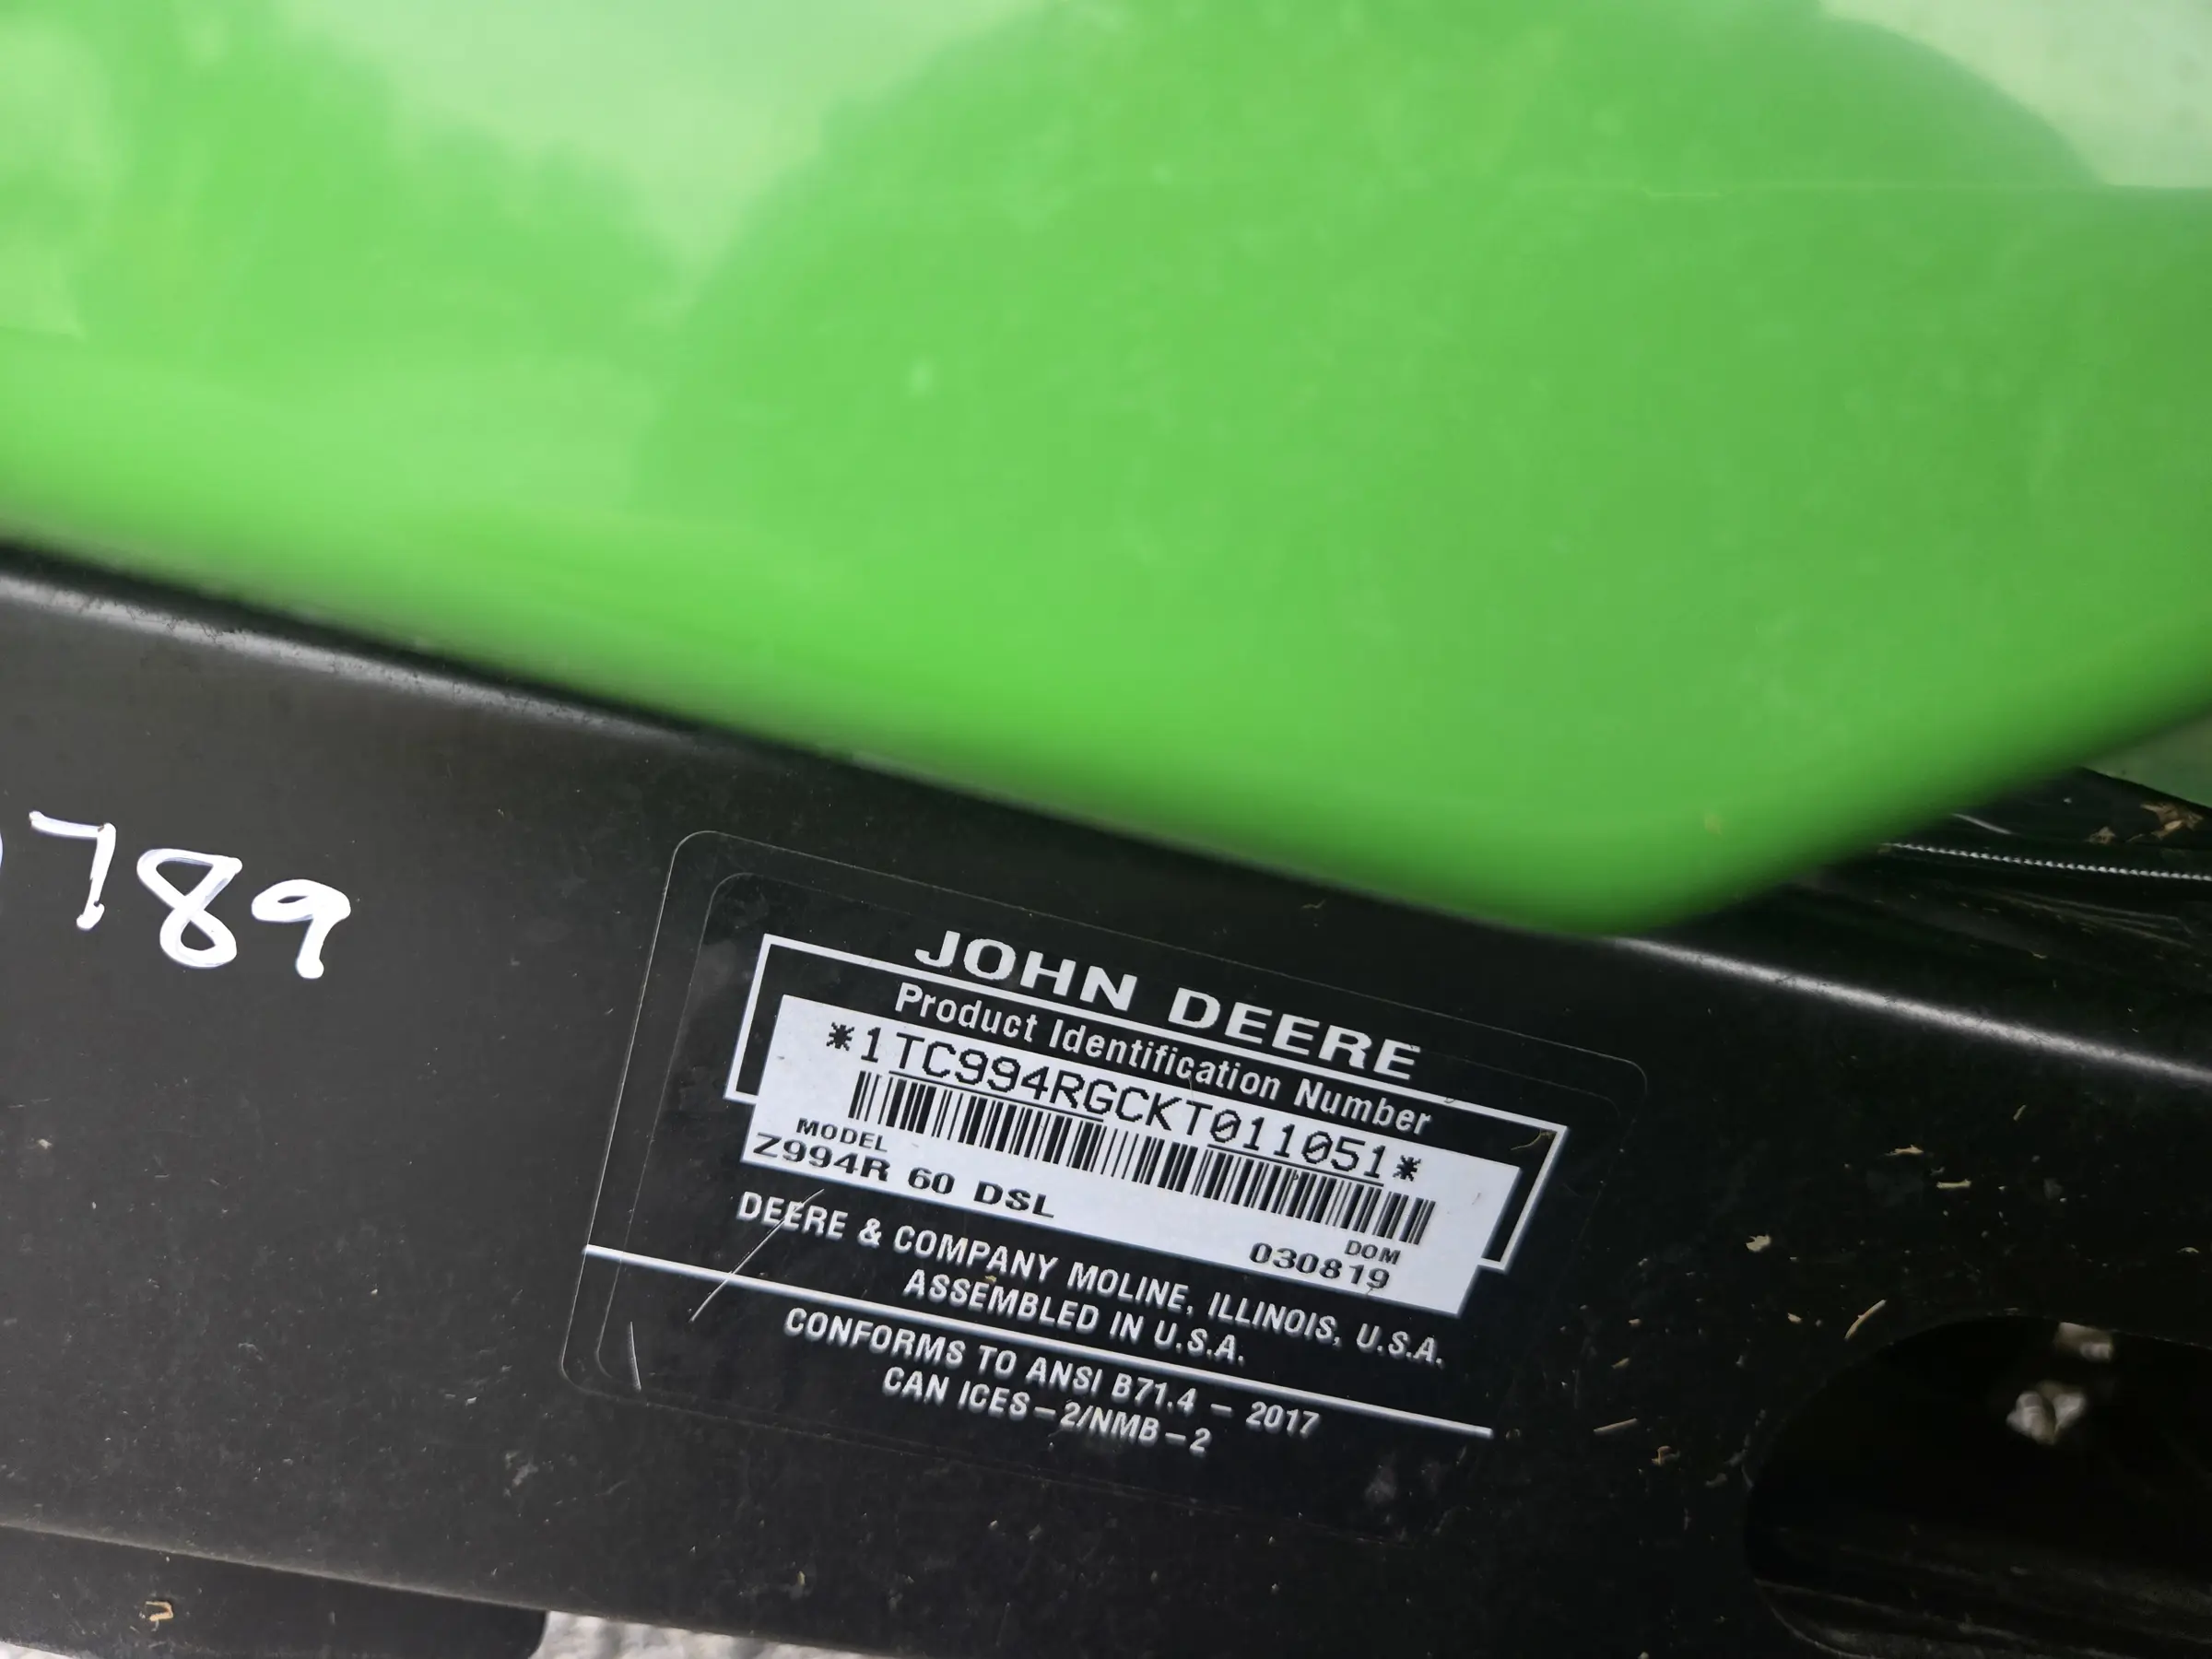 789
JOHN DEERE
Product Identification Number
*1TC994RGCKT011051*
MODEL
Z994R 60 DSL
DOM
030819
DEERE & COMPANY MOLINE, ILLINOIS, U.S.A.
ASSEMBLED IN U.S.A.
CONFORMS TO ANSI B71.4 – 2017
CAN ICES–2/NMB–2